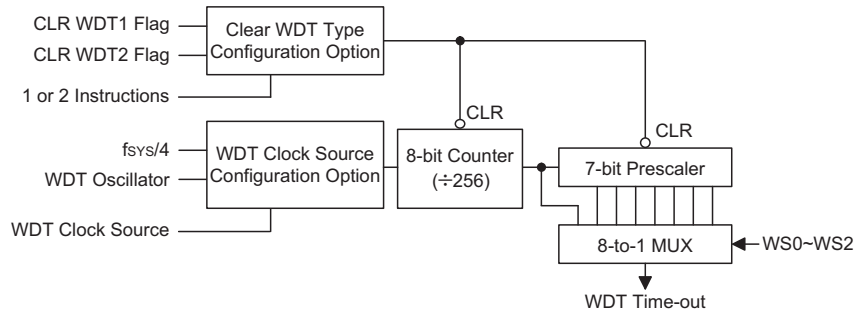 CLR WDT1 Flag
CLR WDT2 Flag
1 or 2 Instructions
Clear WDT Type
Configuration Option
CLR
CLR
fSYS/4
WDT Oscillator
WDT Clock Source
WDT Clock Source
Configuration Option
8-bit Counter
(÷256)
7-bit Prescaler
8-to-1 MUX
WS0~WS2
WDT Time-out